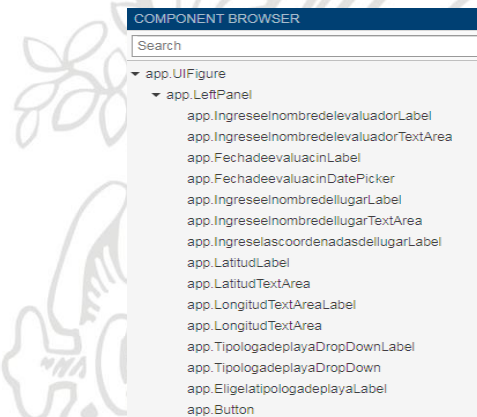 COMPONENT BROWSER
Search
app.UIFigure
app.LeftPanel
app.IngreseelnombredelevaluadorLabel
app.IngreseelnombredelevaluadorTextArea
app.FechadeevaluacinLabel
app.FechadeevaluacinDatePicker
app.IngreseelnombredellugarLabel
app.IngreseelnombredellugarTextArea
app.IngreselascoordenadasdellugarLabel
app.LatitudLabel
app.LatitudTextArea
app.LongitudTextAreaLabel
app.LongitudTextArea
app.TipologadeplayaDropDownLabel
app.TipologadeplayaDropDown
app.EligelatipologadeplayaLabel
app.Button